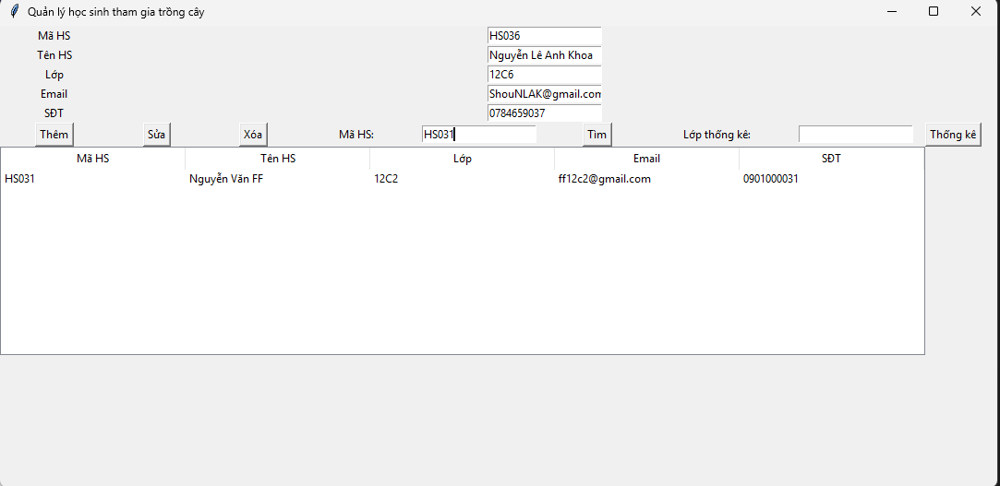 Quản lý học sinh tham gia trồng cây
Mã HS HS036
Tên HS Nguyễn Lê Anh Khoa
Lớp 12C6
Email ShouNLAK@gmail.com
SĐT 0784659037
Thêm Sửa Xóa Mã HS: HS031 Tìm Lớp thống kê: Thống kê
Mã HS Tên HS Lớp Email SĐT
HS031 Nguyễn Văn FF 12C2 ff12c2@gmail.com 0901000031